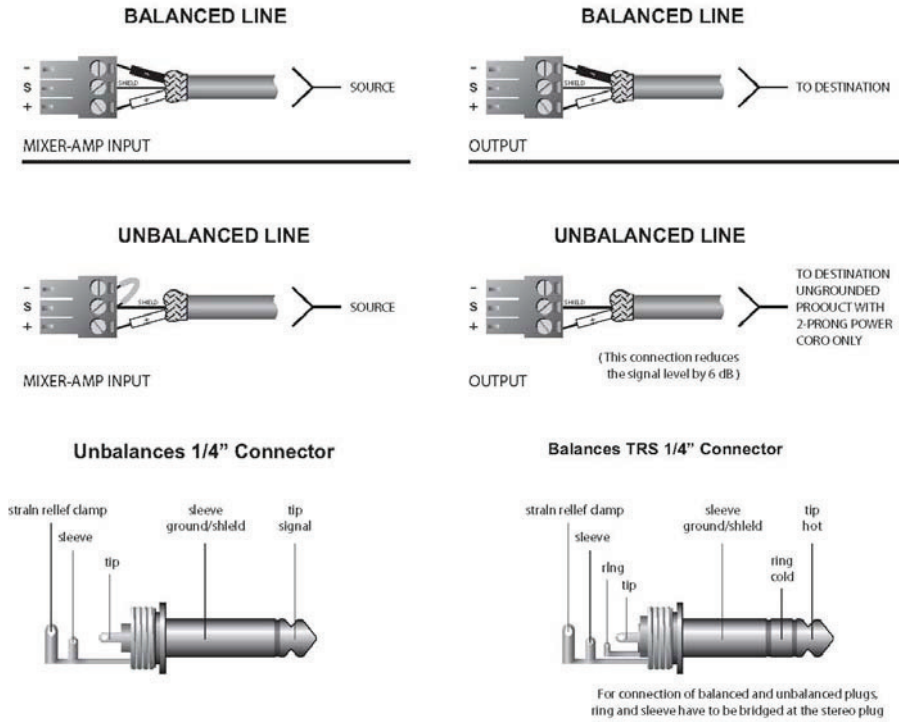 BALANCED LINE
-
S
+
SHIELD
-
+
SOURCE
MIXER-AMP INPUT
BALANCED LINE
-
S
+
SHIELD
-
+
TO DESTINATION
OUTPUT
UNBALANCED LINE
-
S
+
SHIELD
+
SOURCE
MIXER-AMP INPUT
UNBALANCED LINE
-
S
+
SHIELD
+
TO DESTINATION
UNGROUNDED
PROOUCT WITH
2-PRONG POWER
CORO ONLY
(This connection reduces
the signal level by 6 dB)
OUTPUT
Unbalances 1/4" Connector
strain rellef clamp
sleeve
tip
sleeve
ground/shleld
tip
signal
Balances TRS 1/4" Connector
strain rellef clamp
sleeve
rlng
tip
sleeve
ground/shleld
ring
cold
tip
hot
For connection of balanced and unbalanced plugs,
ring and sleeve have to be bridged at the stereo plug